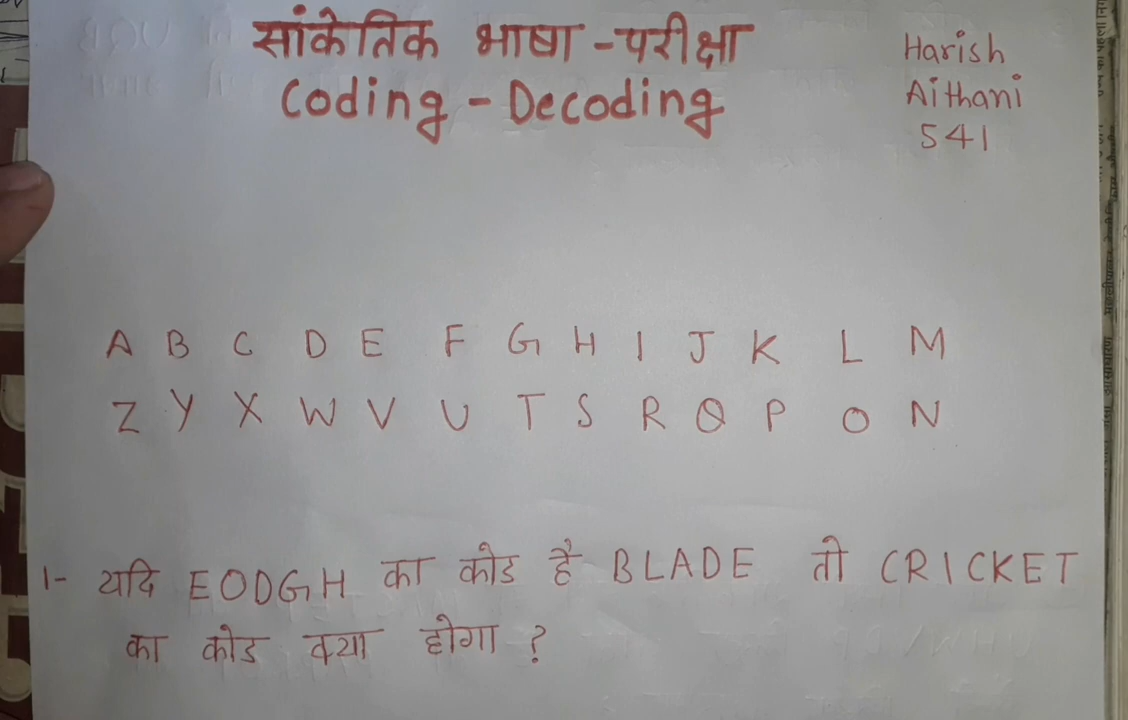 सांकेतिक भाषा - परीक्षा
Coding - Decoding
Harish
Aithani
541
A B C D E F G H I J K L M
Z Y X W V U T S R Q P O N
1- यदि EODGH का कोड है BLADE तो CRICKET
का कोड क्या होगा ?